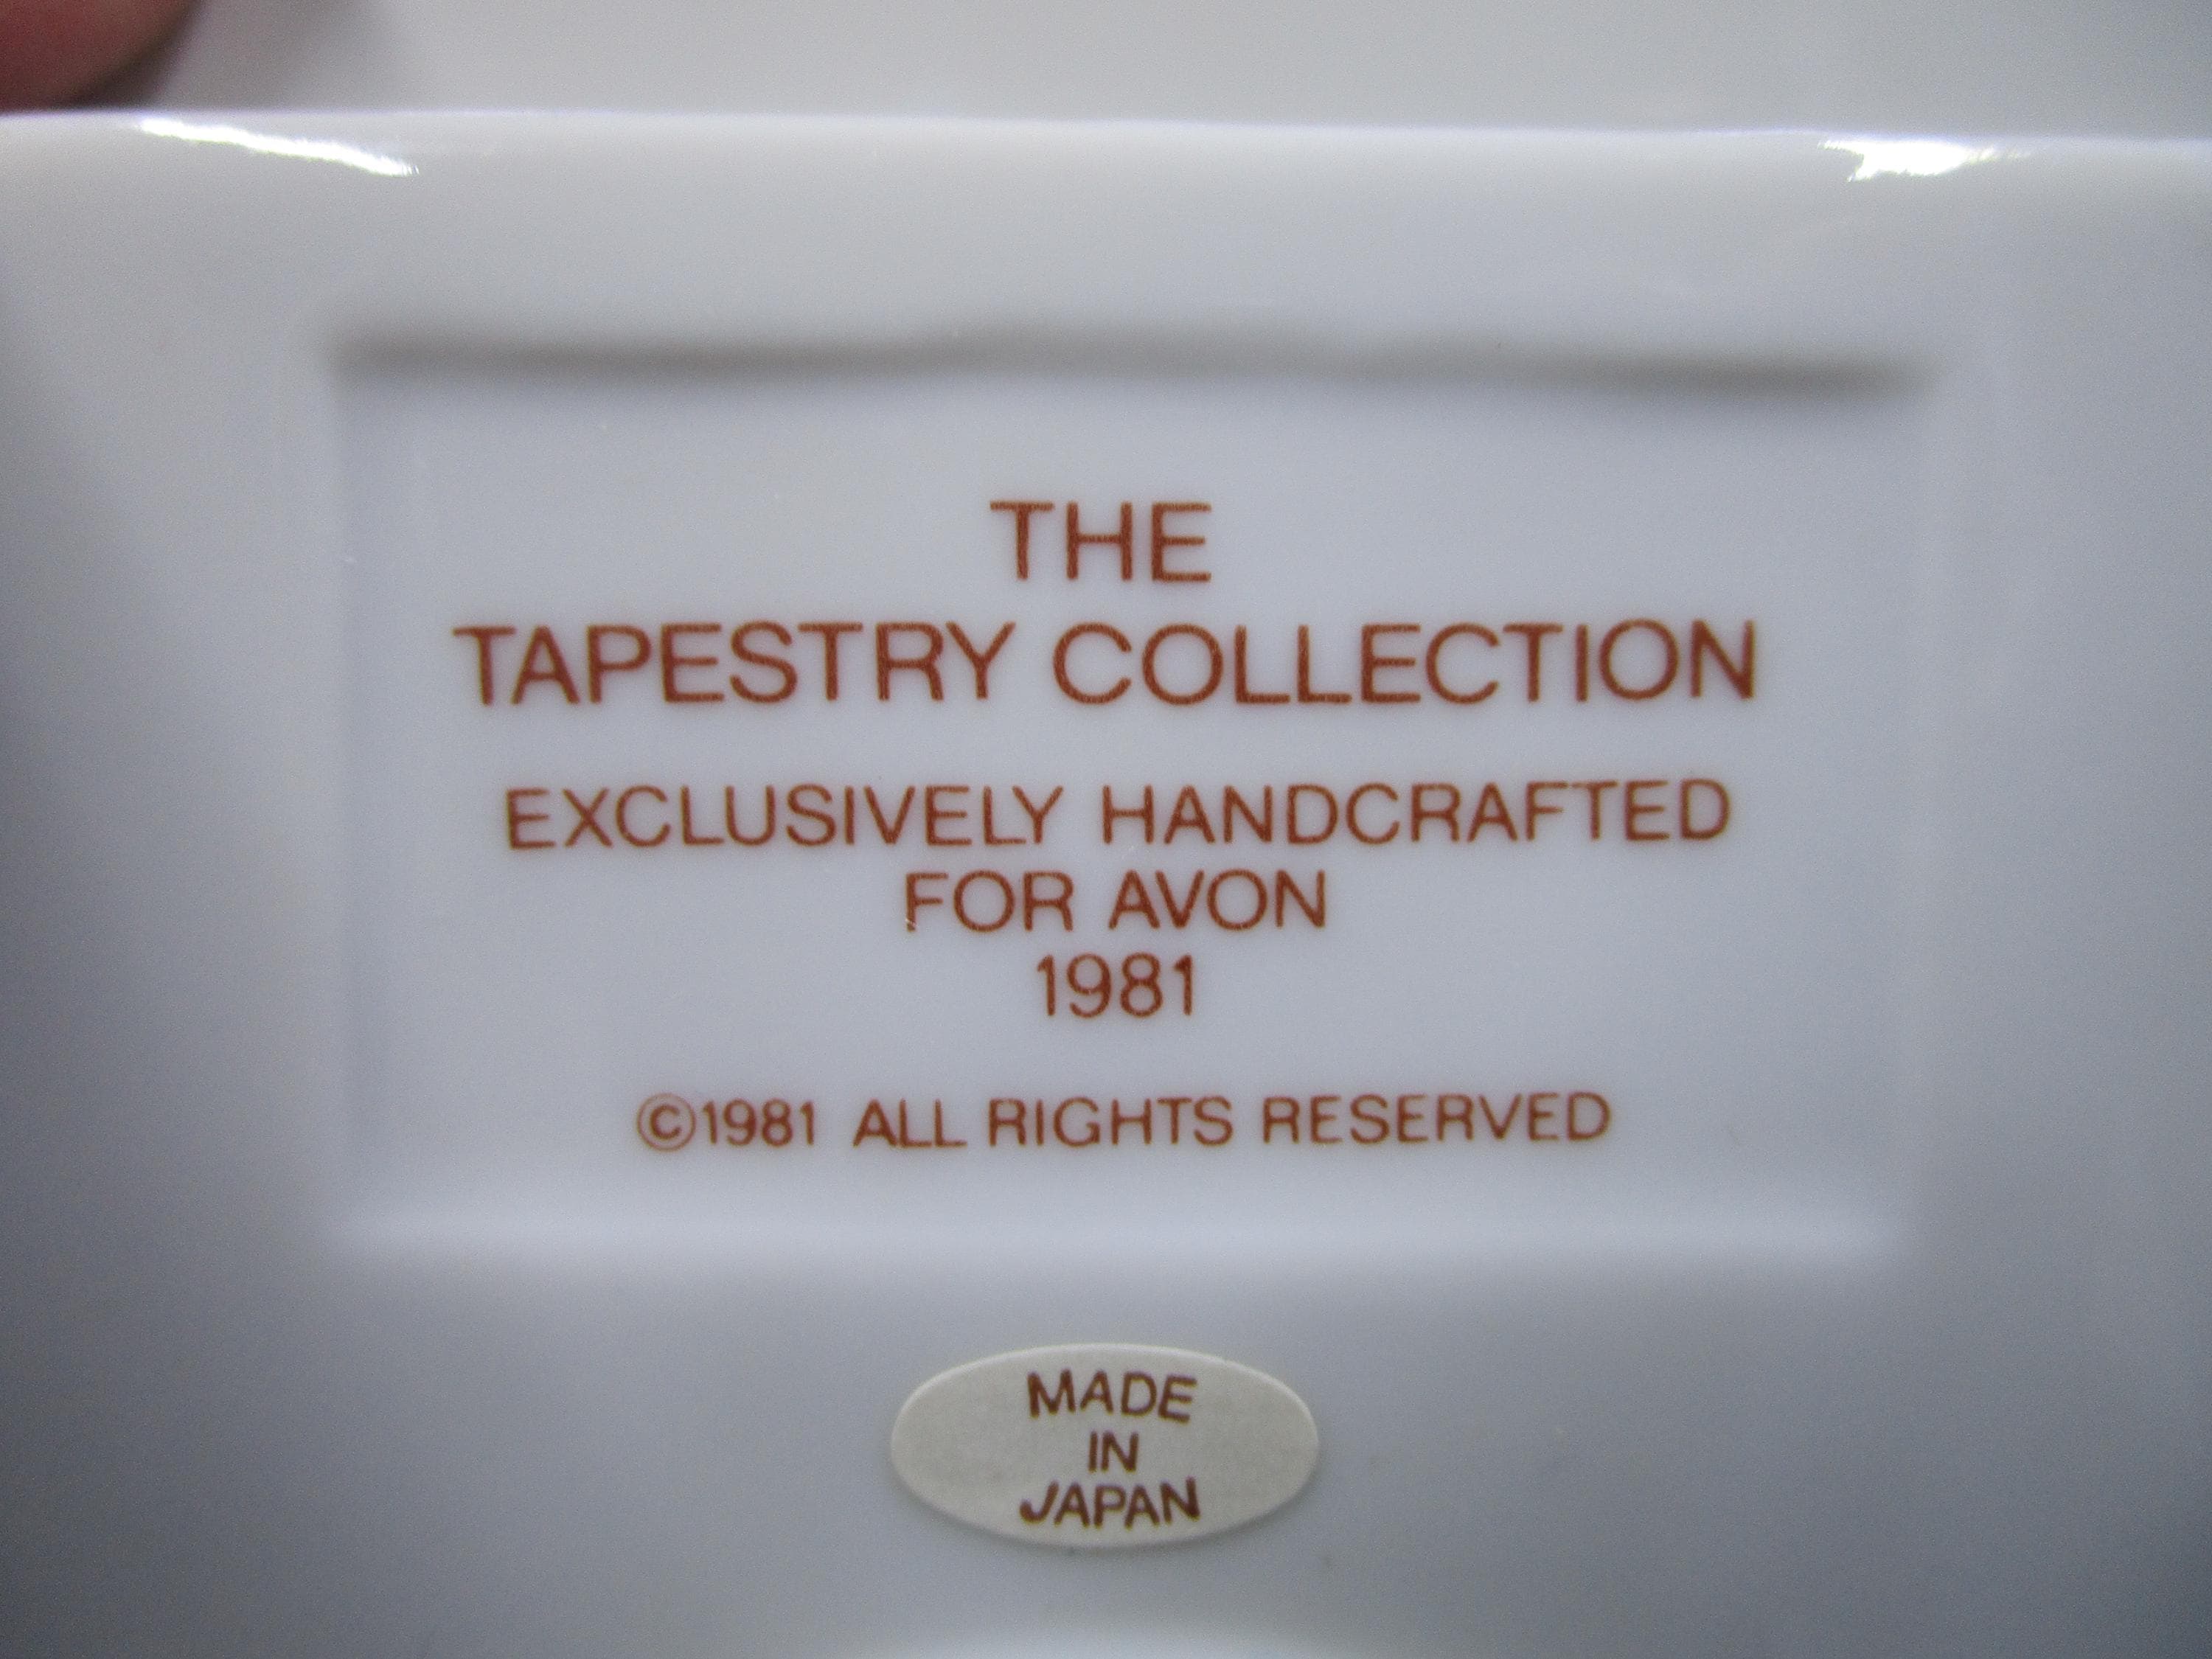 THE
TAPESTRY COLLECTION
EXCLUSIVELY HANDCRAFTED
FOR AVON
1981
©1981 ALL RIGHTS RESERVED
MADE
IN
JAPAN